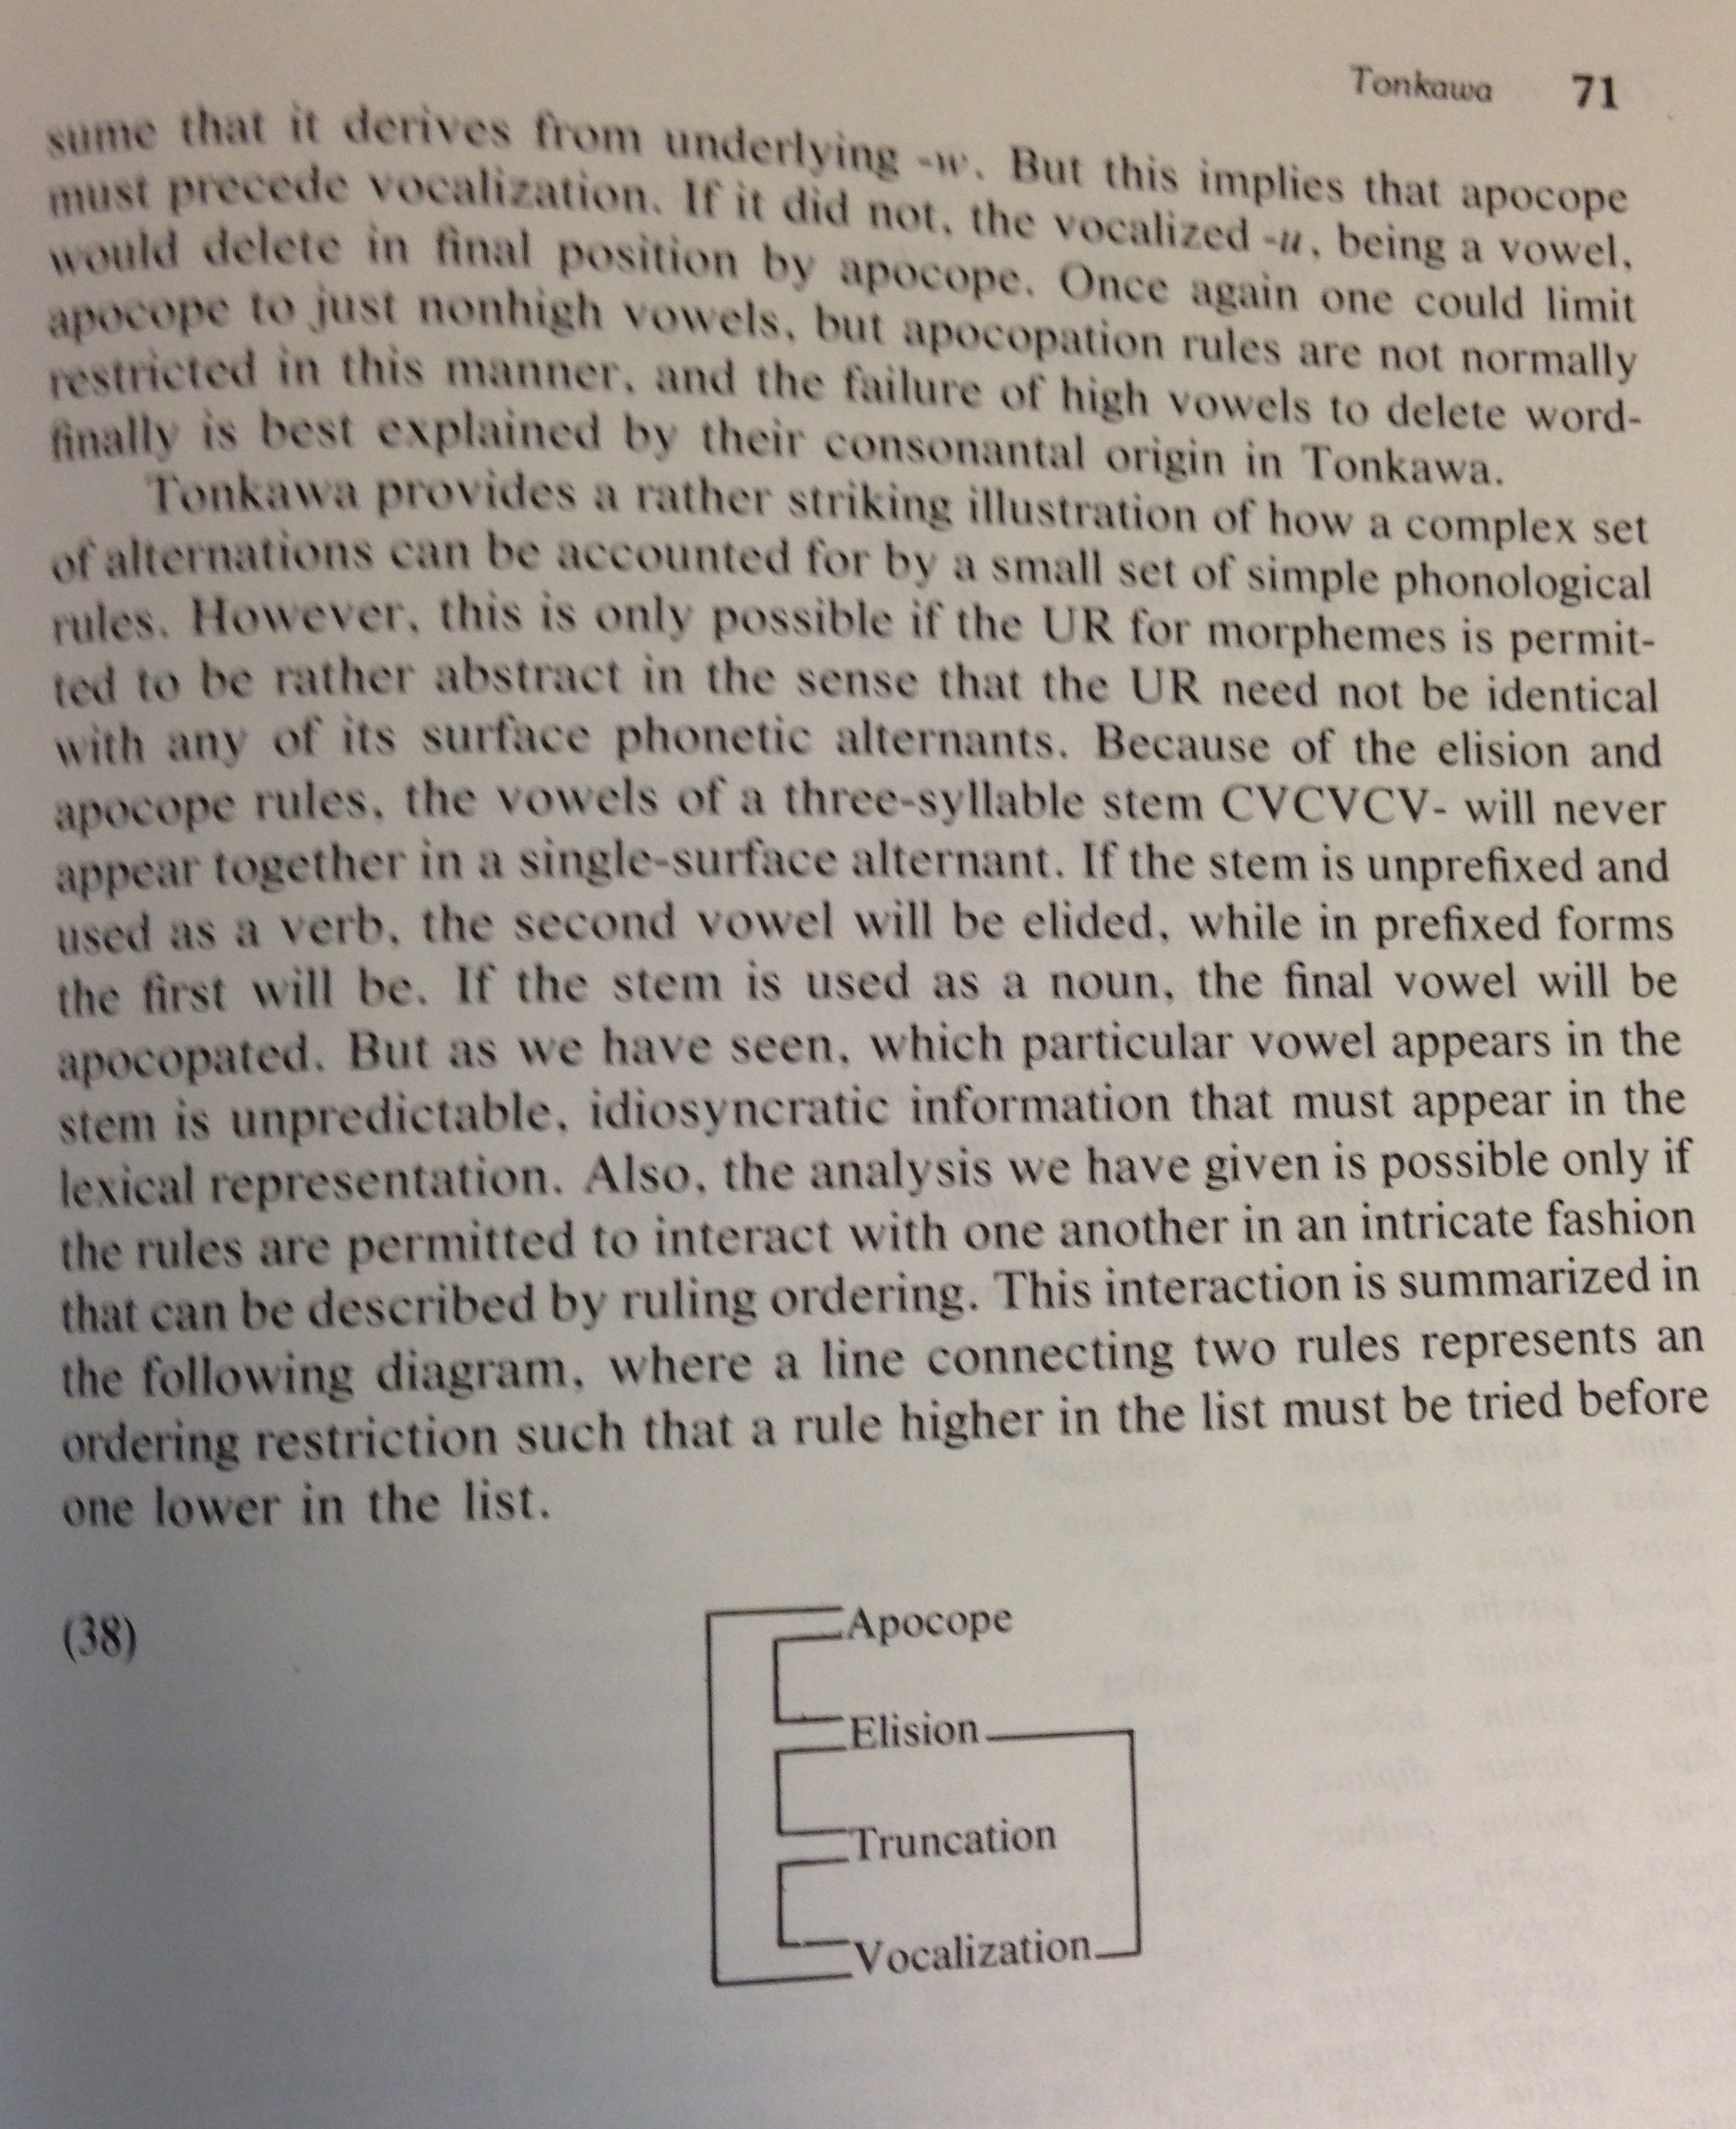 Tonkawa 71
sume that it derives from underlying -w. But this implies that apocope
must precede vocalization. If it did not, the vocalized -u, being a vowel,
would delete in final position by apocope. Once again one could limit
apocope to just nonhigh vowels, but apocopation rules are not normally
restricted in this manner, and the failure of high vowels to delete word-
finally is best explained by their consonantal origin in Tonkawa.
Tonkawa provides a rather striking illustration of how a complex set
of alternations can be accounted for by a small set of simple phonological
rules. However, this is only possible if the UR for morphemes is permit-
ted to be rather abstract in the sense that the UR need not be identical
with any of its surface phonetic alternants. Because of the elision and
apocope rules, the vowels of a three-syllable stem CVCVCV- will never
appear together in a single-surface alternant. If the stem is unprefixed and
used as a verb, the second vowel will be elided, while in prefixed forms
the first will be. If the stem is used as a noun, the final vowel will be
apocopated. But as we have seen, which particular vowel appears in the
stem is unpredictable, idiosyncratic information that must appear in the
lexical representation. Also, the analysis we have given is possible only if
the rules are permitted to interact with one another in an intricate fashion
that can be described by ruling ordering. This interaction is summarized in
the following diagram, where a line connecting two rules represents an
ordering restriction such that a rule higher in the list must be tried before
one lower in the list.
(38)
Apocope
Elision
Truncation
Vocalization